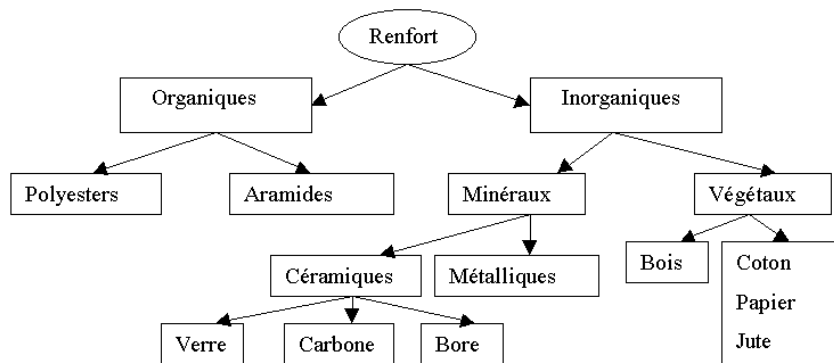 Renfort
Organiques
Inorganiques
Polyesters
Aramides
Minéraux
Végétaux
Céramiques
Métalliques
Bois
Coton
Papier
Jute
Verre
Carbone
Bore